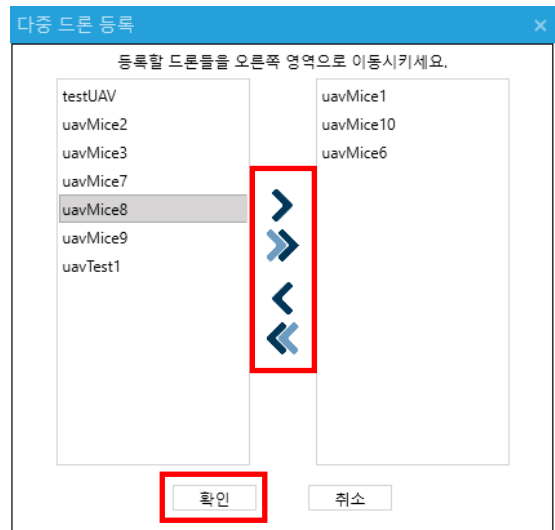 다중 드론 등록
등록할 드론들을 오른쪽 영역으로 이동시키세요.
testUAV
uavMice2
uavMice3
uavMice7
uavMice8
uavMice9
uavTest1
uavMice1
uavMice10
uavMice6
확인
취소